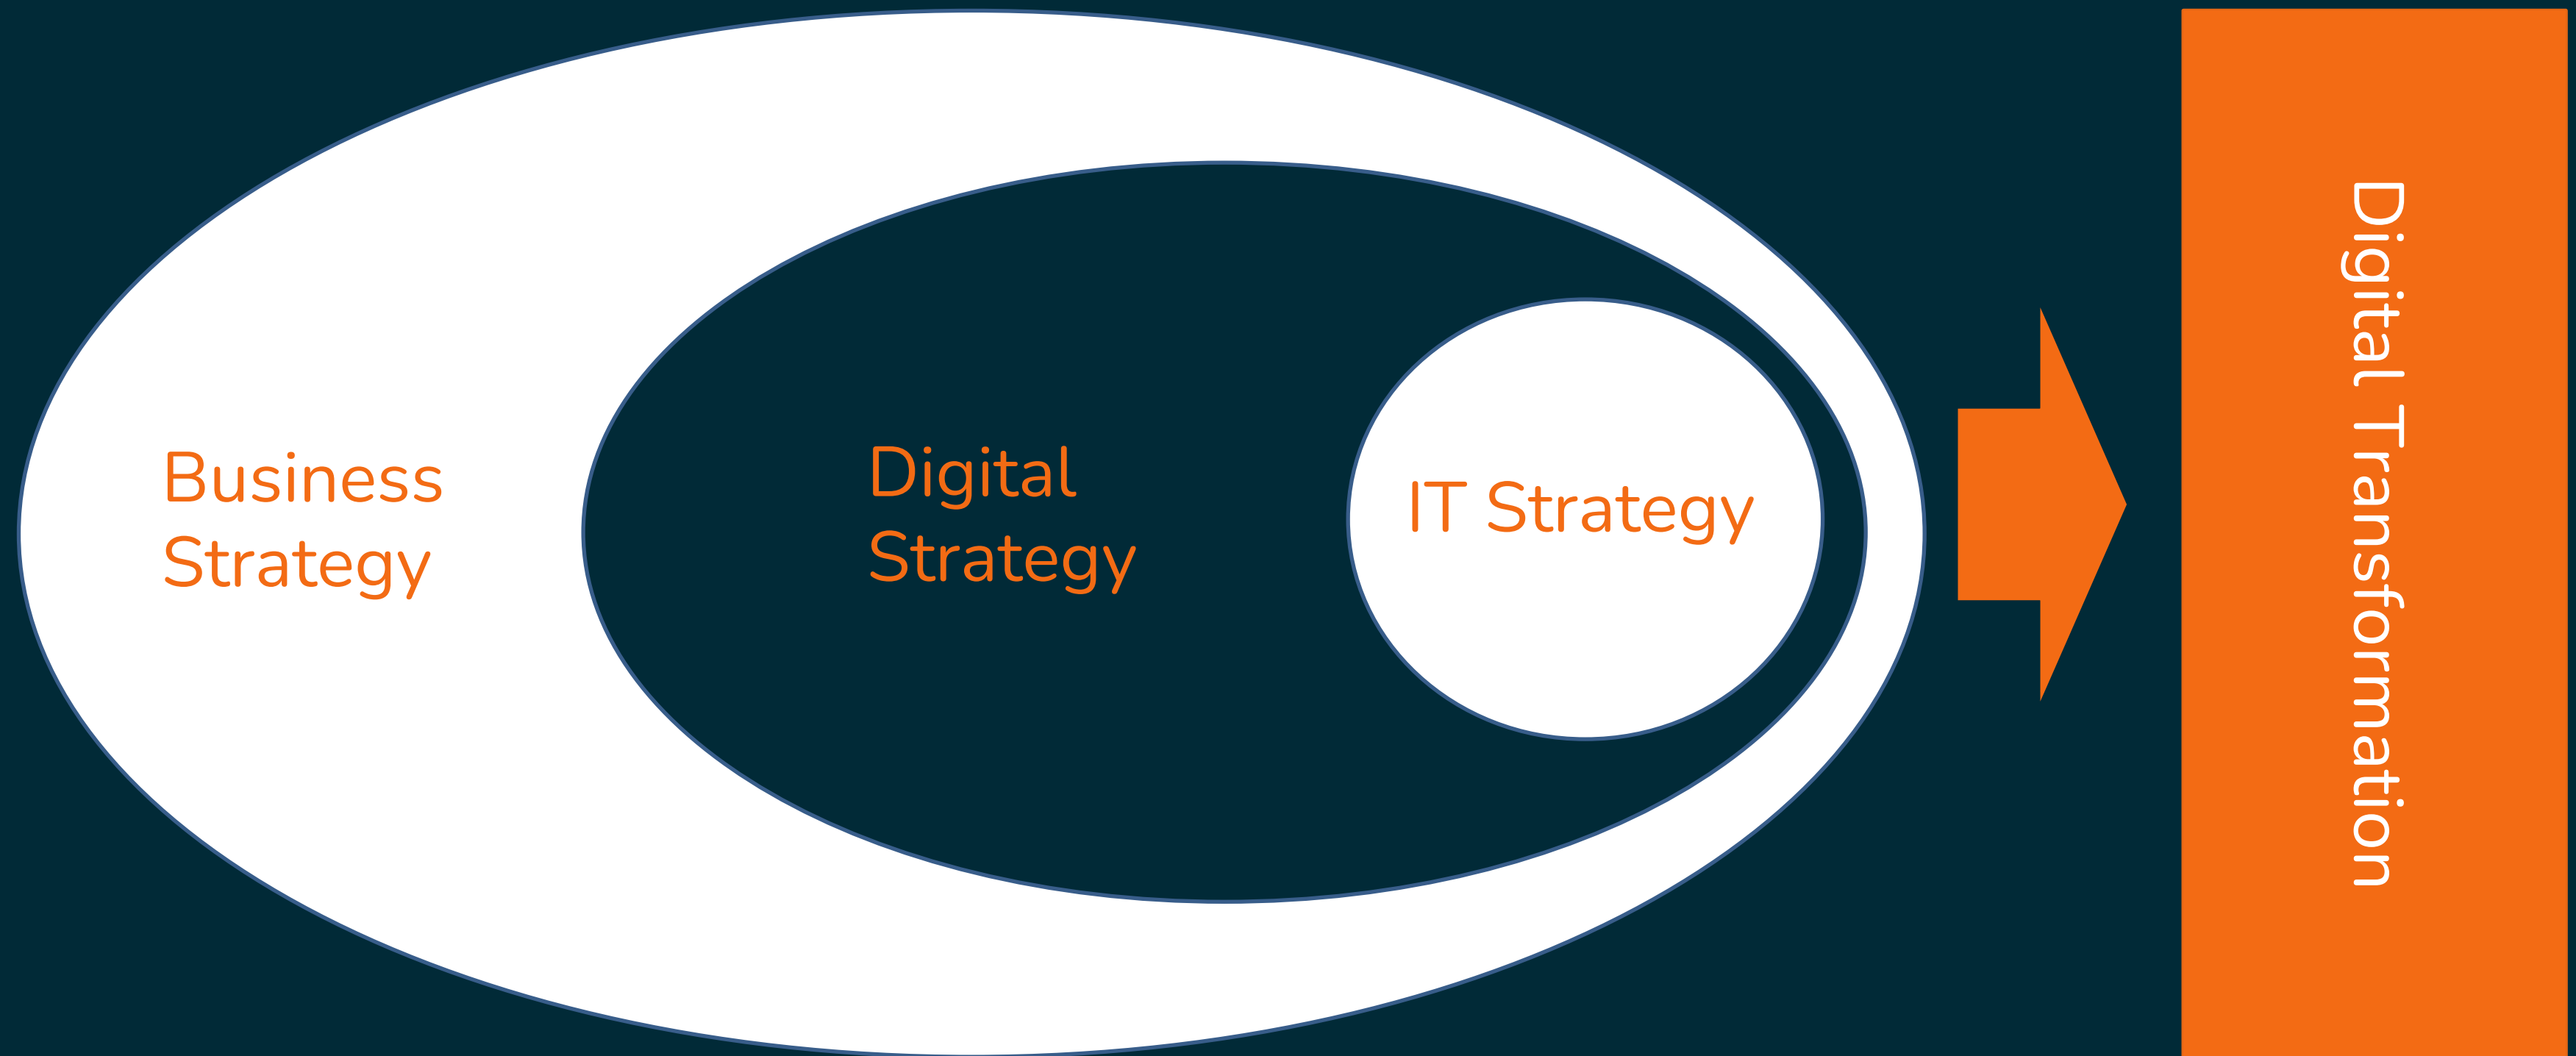 Business
Strategy
Digital
Strategy
IT Strategy
Digital Transformation